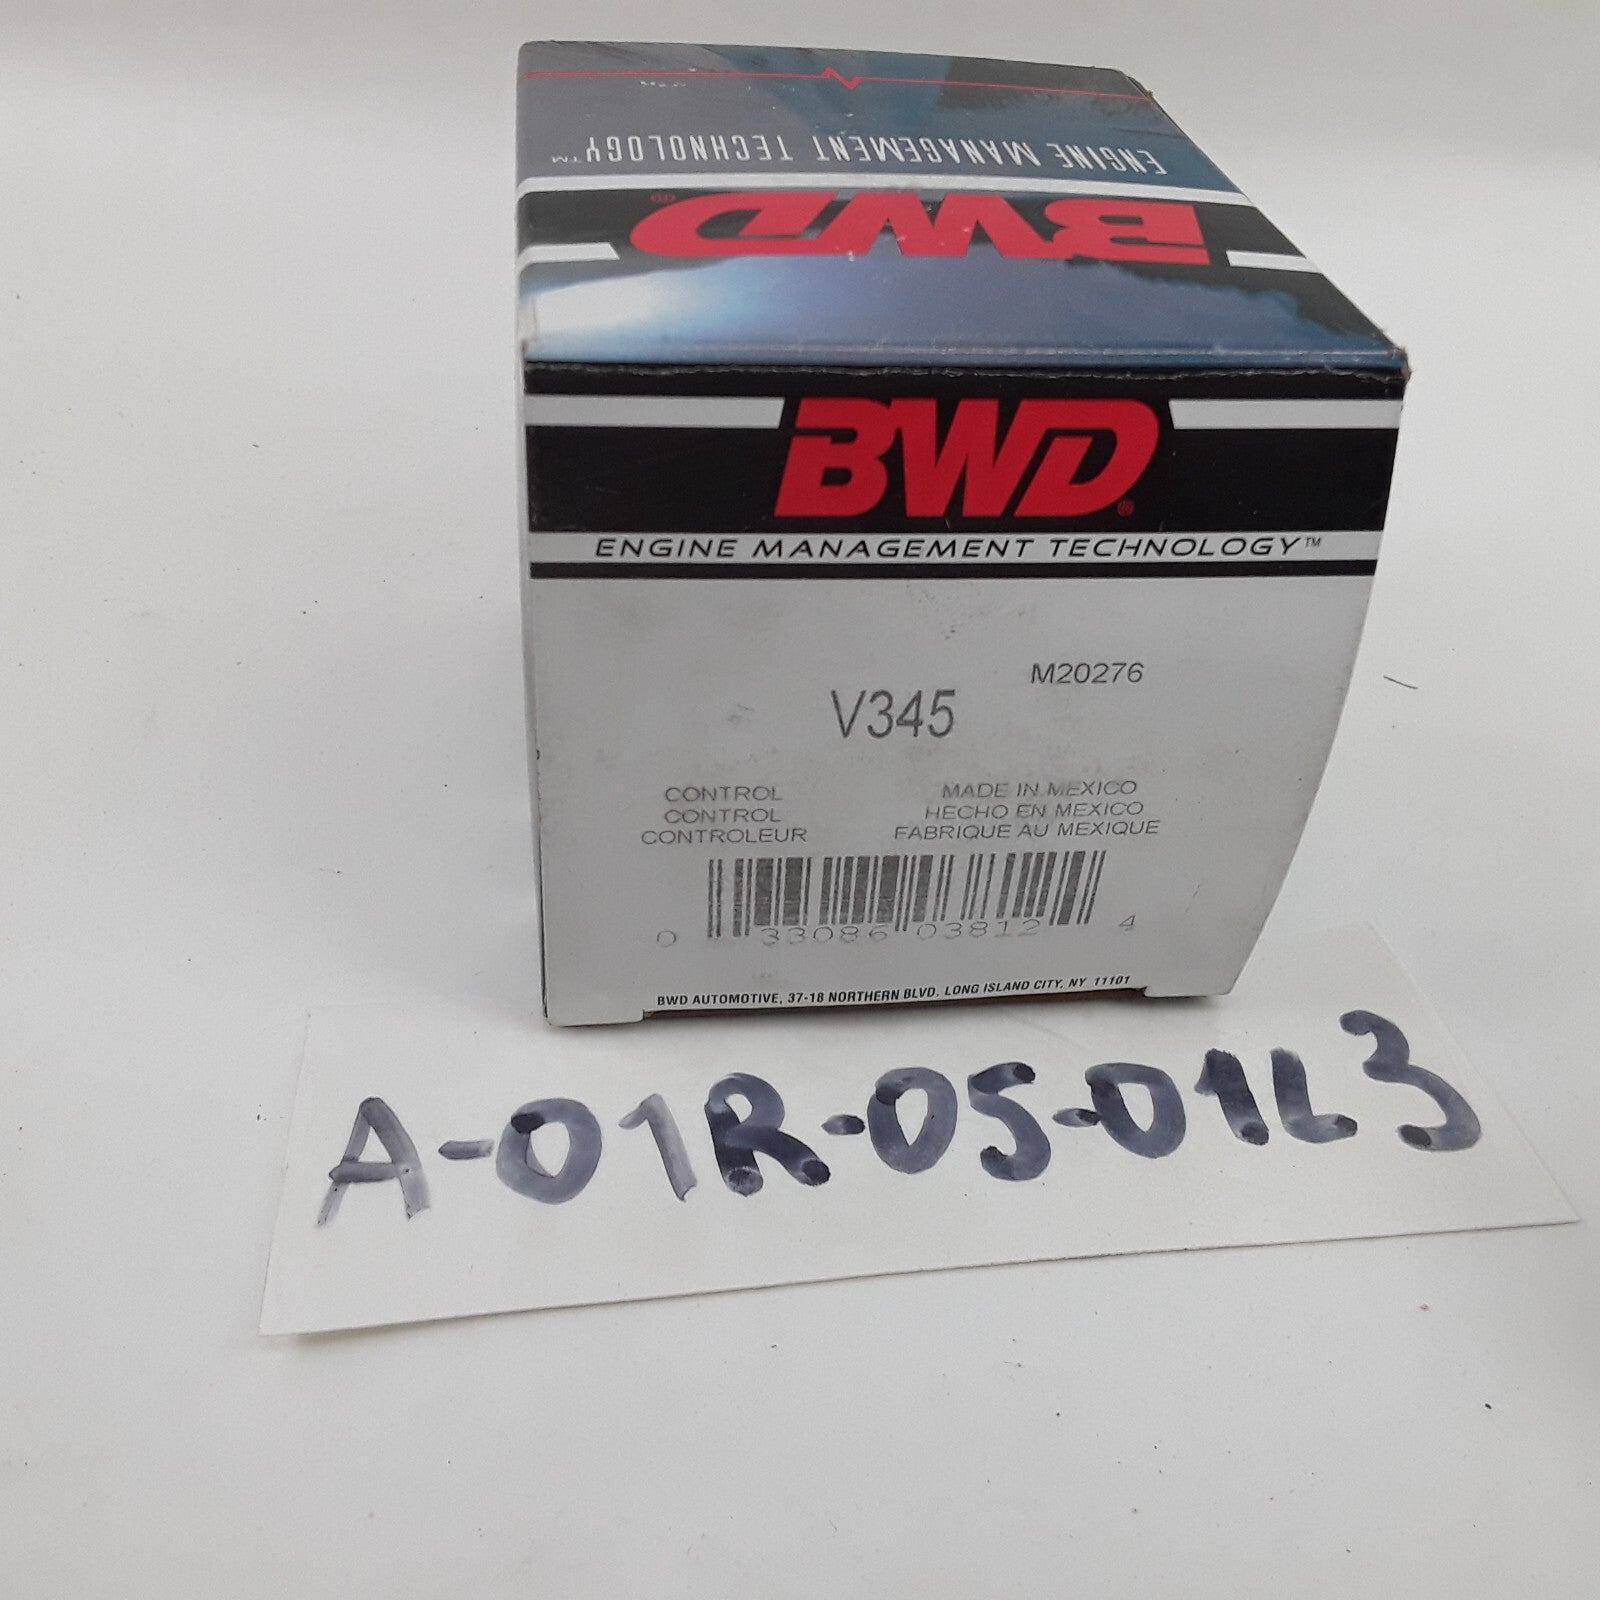 ENGINE MANAGEMENT TECHNOLOGY™
BWD®
BWD®
ENGINE MANAGEMENT TECHNOLOGY™
M20276
V345
CONTROL
CONTROL
CONTROLEUR
MADE IN MEXICO
HECHO EN MEXICO
FABRIQUE AU MEXIQUE
0 33086 03812 4
BWD AUTOMOTIVE, 37-18 NORTHERN BLVD. LONG ISLAND CITY, NY 11101
A-01R-05-01L3